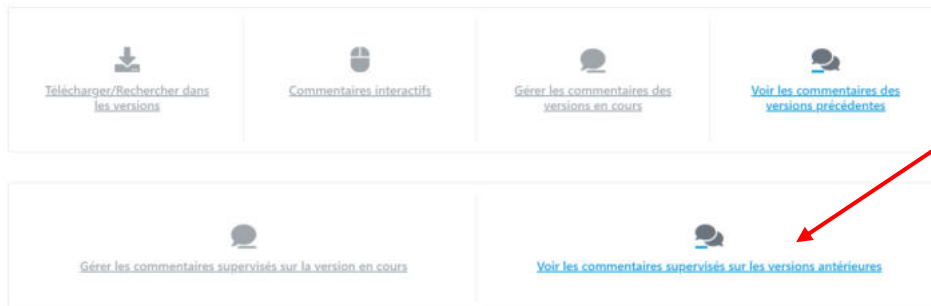 Télécharger/Rechercher dans
les versions
Commentaires interactifs
Gérer les commentaires des
versions en cours
Voir les commentaires des
versions précédentes
Gérer les commentaires supervisés sur la version en cours
Voir les commentaires supervisés sur les versions antérieures